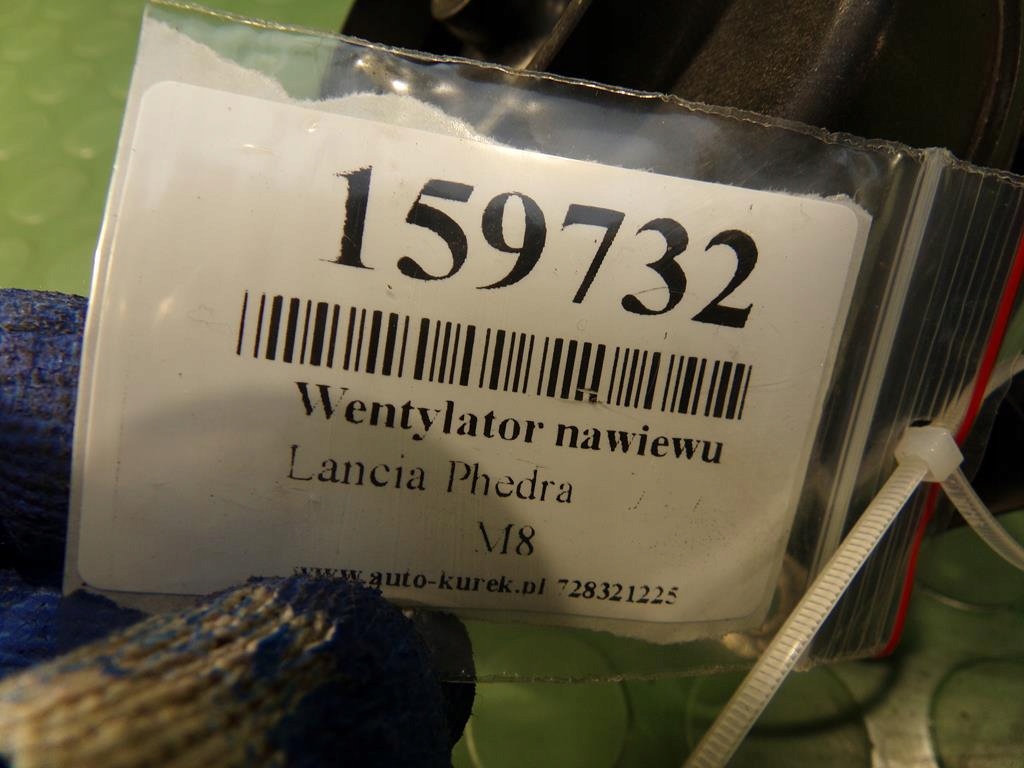 159732
Wentylator nawiewu
Lancia Phedra
M8
www.auto-kurek.pl 728321225